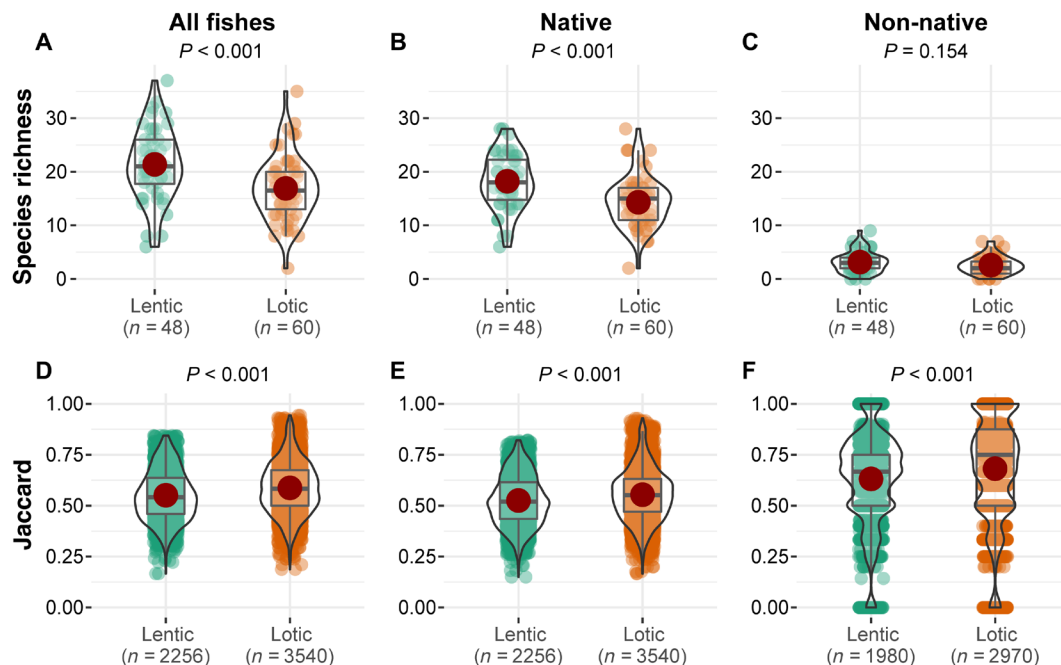 All fishes
Native
Non-native
A
B
C
P < 0.001
P < 0.001
P = 0.154
Species richness
30
20
10
0
30
20
10
0
30
20
10
0
Lentic
(n = 48)
Lotic
(n = 60)
Lentic
(n = 48)
Lotic
(n = 60)
Lentic
(n = 48)
Lotic
(n = 60)
D
E
F
P < 0.001
P < 0.001
P < 0.001
Jaccard
1.00
0.75
0.50
0.25
0.00
1.00
0.75
0.50
0.25
0.00
1.00
0.75
0.50
0.25
0.00
Lentic
(n = 2256)
Lotic
(n = 3540)
Lentic
(n = 2256)
Lotic
(n = 3540)
Lentic
(n = 1980)
Lotic
(n = 2970)